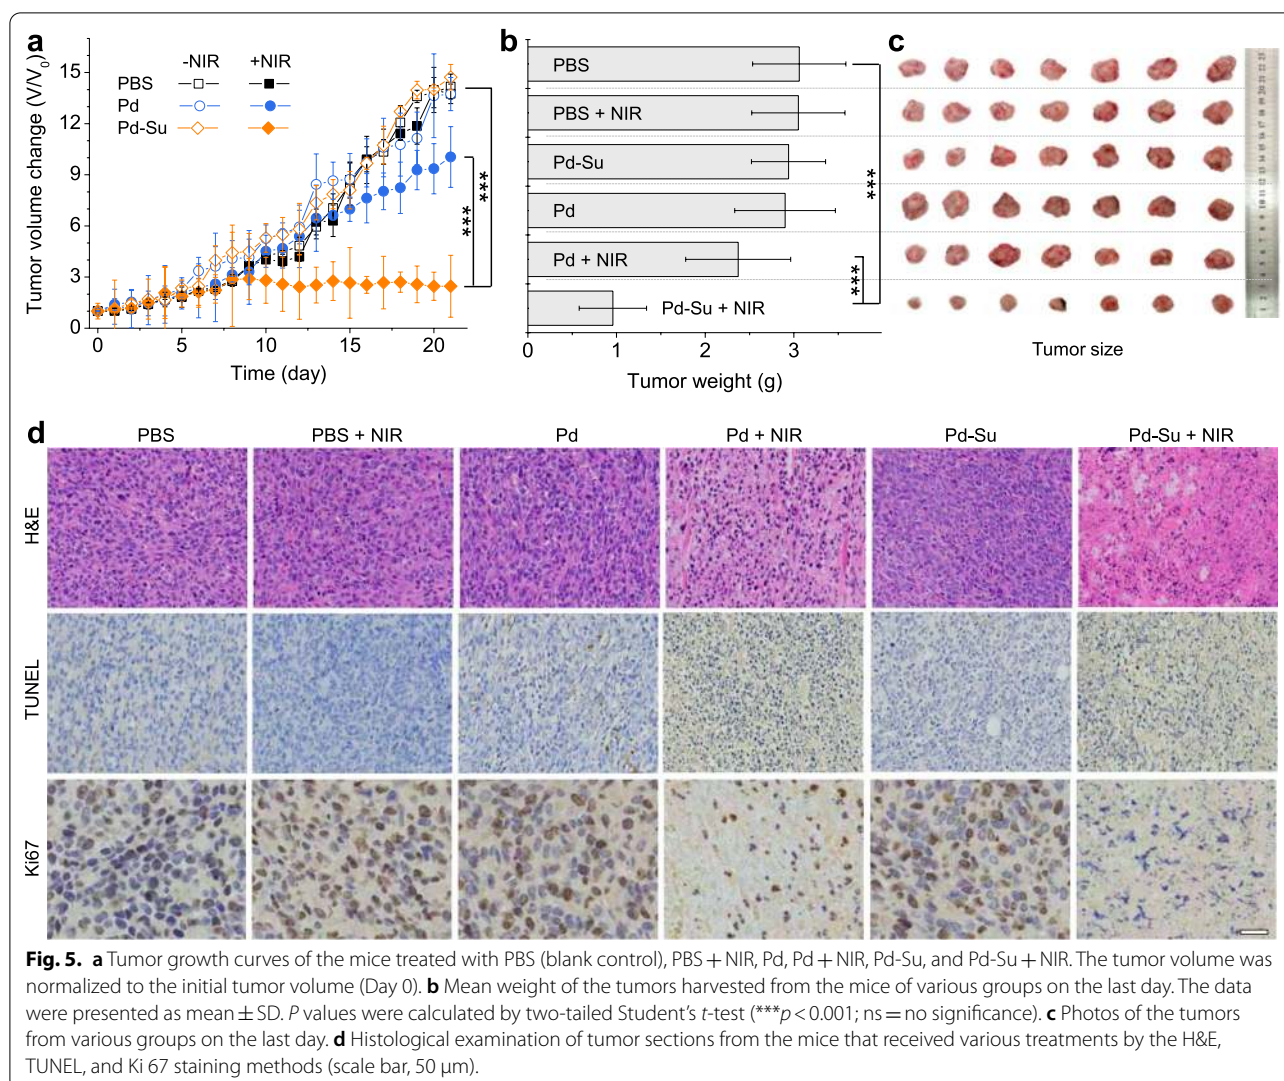 a
Tumor volume change (V/V0)
15
12
9
6
3
0
0 5 10 15 20
Time (day)
-NIR +NIR
PBS
Pd
Pd-Su
***
***
b
PBS
PBS + NIR
Pd-Su
Pd
Pd + NIR
Pd-Su + NIR
***
***
0 1 2 3
Tumor weight (g)
c
Tumor size
d
PBS PBS + NIR Pd Pd + NIR Pd-Su Pd-Su + NIR
H&E
TUNEL
Ki67
Fig. 5. a Tumor growth curves of the mice treated with PBS (blank control), PBS + NIR, Pd, Pd + NIR, Pd-Su, and Pd-Su + NIR. The tumor volume was
normalized to the initial tumor volume (Day 0). b Mean weight of the tumors harvested from the mice of various groups on the last day. The data
were presented as mean ± SD. P values were calculated by two-tailed Student's t-test (***p < 0.001; ns = no significance). c Photos of the tumors
from various groups on the last day. d Histological examination of tumor sections from the mice that received various treatments by the H&E,
TUNEL, and Ki 67 staining methods (scale bar, 50 μm).